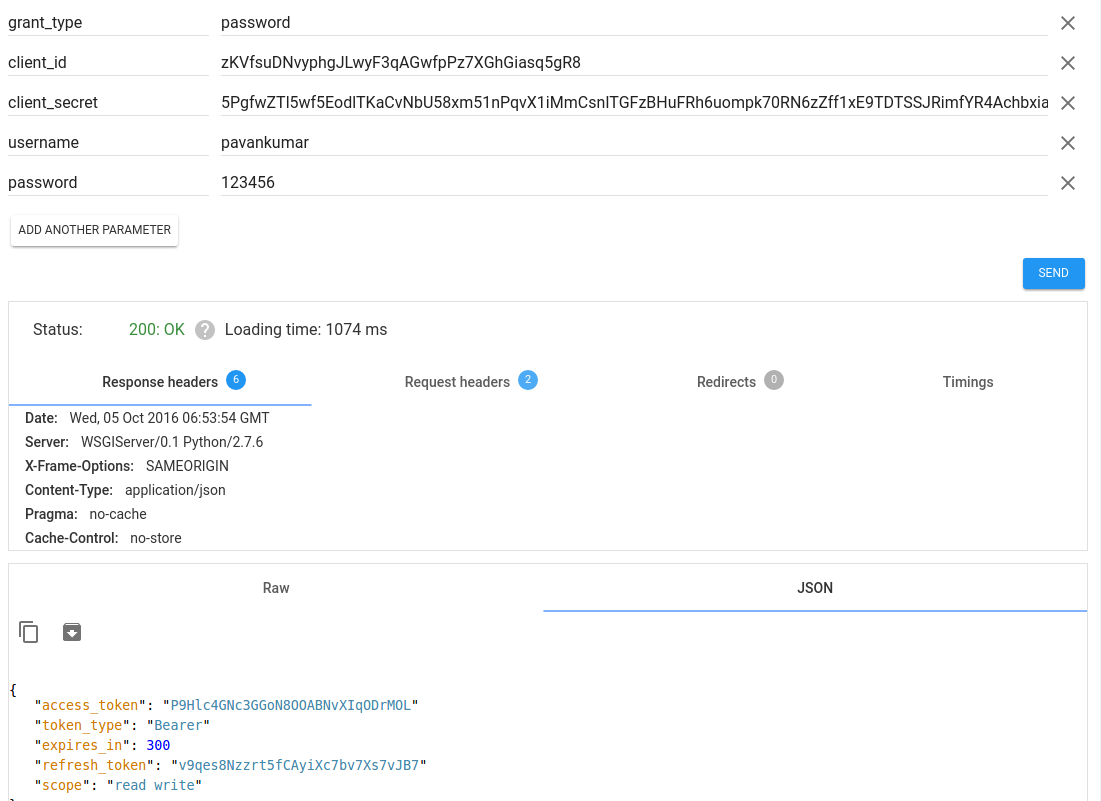 grant_type password
client_id zKVfsuDNvyphgJLwyF3qAGwfpPz7XGhGiasq5gR8
client_secret 5PgfwZTl5wf5EodlTKaCvNbU58xm51nPqvX1iMmCsnlTGFzBHuFRh6uompk70RN6zZff1xE9TDTSSJRimfYR4Achbxia
username pavankumar
password 123456
ADD ANOTHER PARAMETER
SEND
Status: 200: OK ? Loading time: 1074 ms
Response headers 6 Request headers 2 Redirects 0 Timings
Date: Wed, 05 Oct 2016 06:53:54 GMT
Server: WSGIServer/0.1 Python/2.7.6
X-Frame-Options: SAMEORIGIN
Content-Type: application/json
Pragma: no-cache
Cache-Control: no-store
Raw JSON
{
"access_token": "P9Hlc4GNc3GGoN8OOABNvXIqODrMOL"
"token_type": "Bearer"
"expires_in": 300
"refresh_token": "v9qes8Nzzrt5fCAyiXc7bv7Xs7vJB7"
"scope": "read write"
}